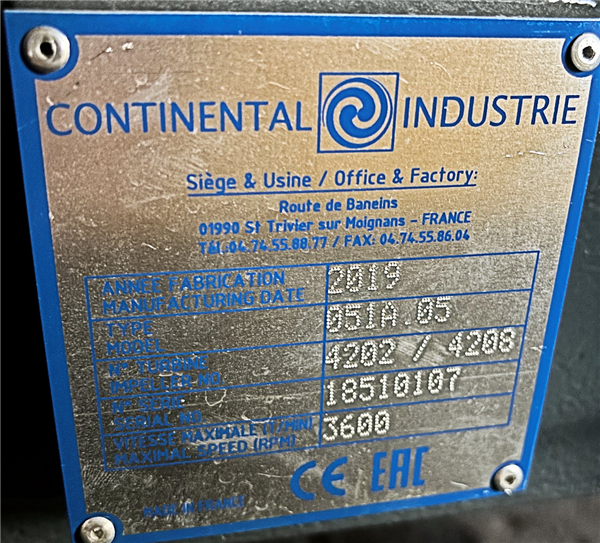 CONTINENTAL INDUSTRIE
Siège & Usine / Office & Factory:
Route de Baneins
01990 St Trivier sur Moignans - FRANCE
Tél.:04.74.55.88.77 / FAX: 04.74.55.86.04
ANNÉE FABRICATION
MANUFACTURING DATE
2019
TYPE
MODEL
051A.05
N° TURBINE
IMPELLER NO.
4202 / 4208
N° SERIE
SERIAL NO.
18510107
VITESSE MAXIMALE (T/MIN)
MAXIMAL SPEED (RPM)
3600
CE EAC
MADE IN FRANCE